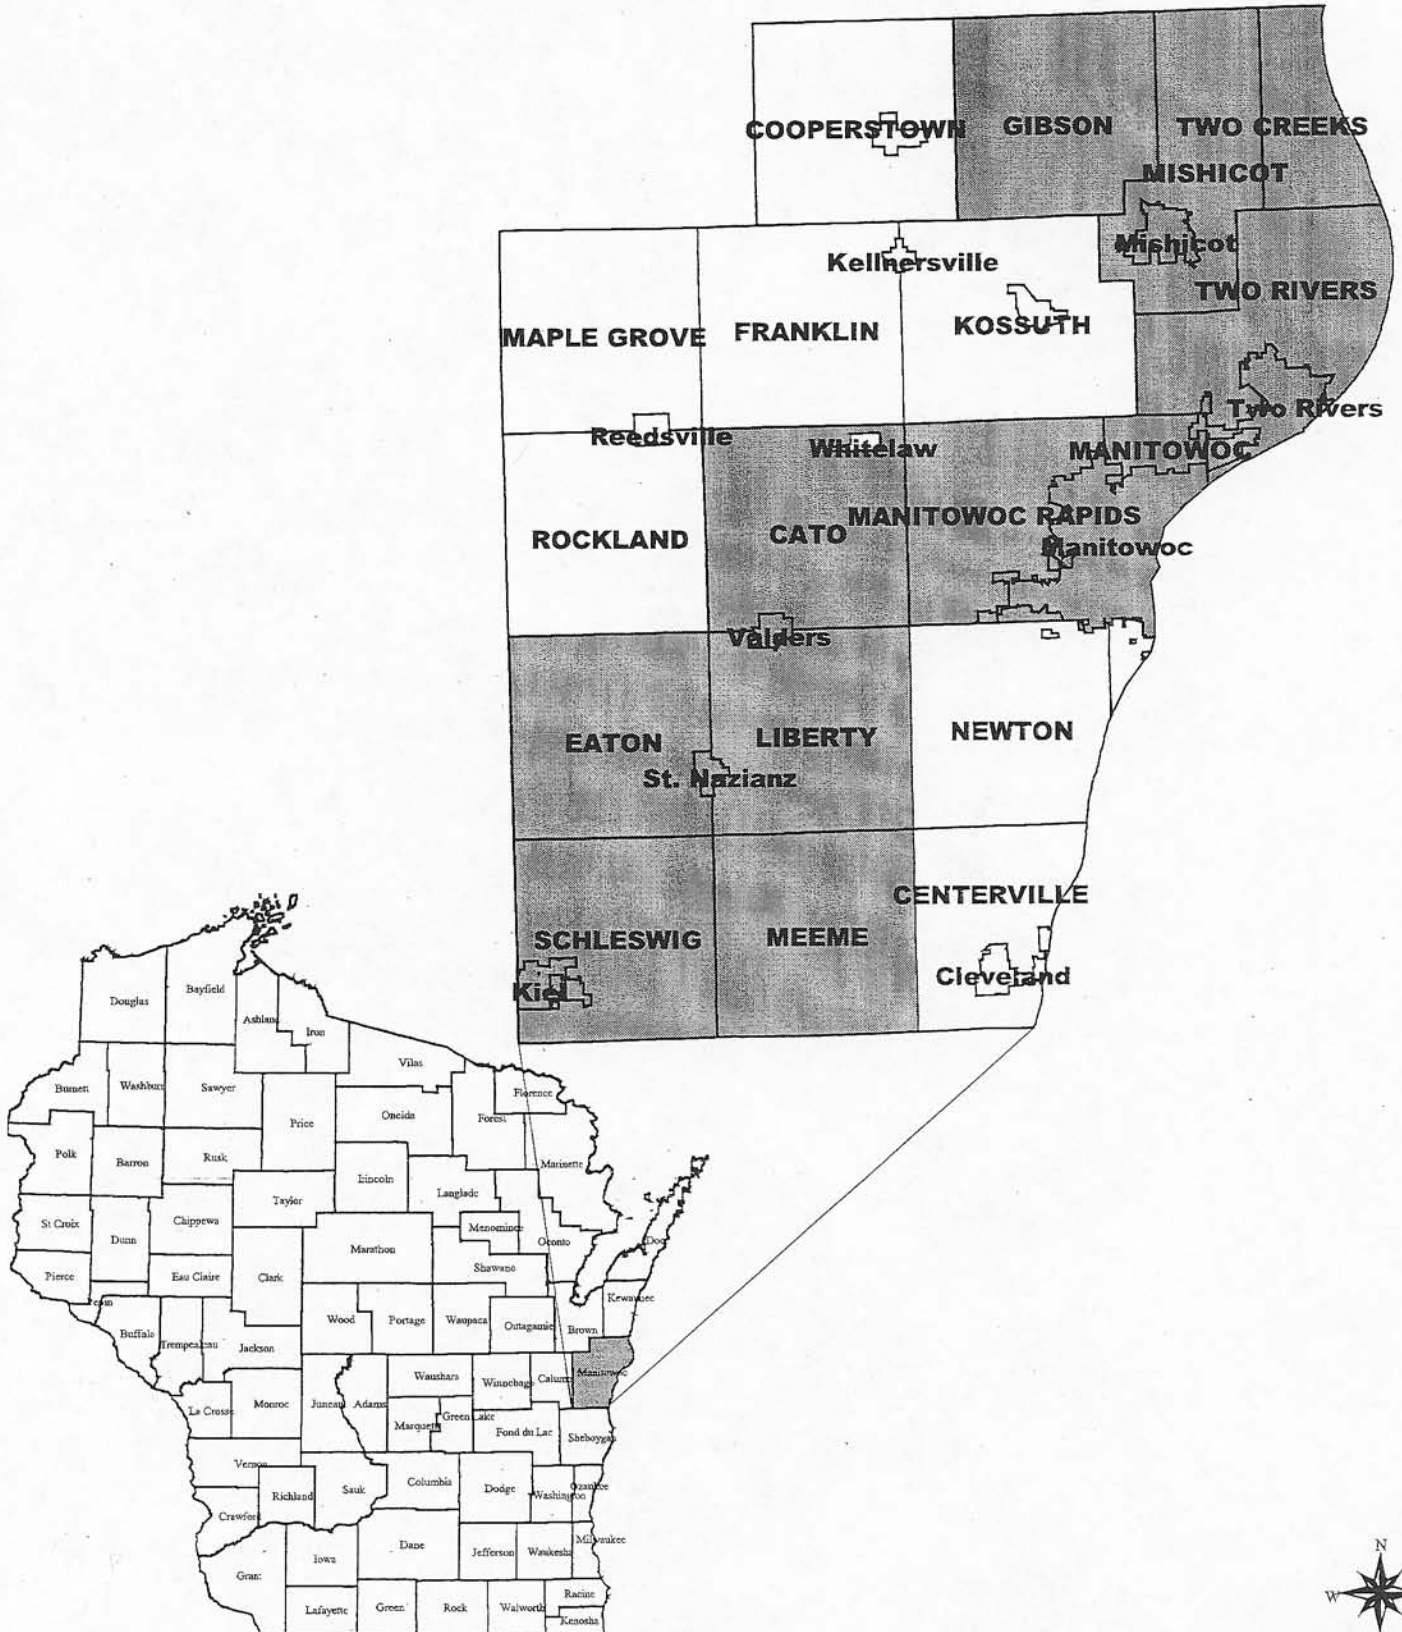 COOPERSTOWN
GIBSON
TWO CREEKS
MISHICOT
Mishicot
Kellnersville
TWO RIVERS
MAPLE GROVE
FRANKLIN
KOSSUTH
Two Rivers
Reedsville
Whitelaw
MANITOWOC
ROCKLAND
CATO
MANITOWOC RAPIDS
Manitowoc
Valders
EATON
LIBERTY
NEWTON
St. Nazianz
CENTERVILLE
SCHLESWIG
MEEME
Kiel
Cleveland
Douglas
Bayfield
Ashland
Iron
Vilas
Burnett
Washburn
Sawyer
Florence
Price
Oneida
Forest
Polk
Barron
Rusk
Marinette
Lincoln
Langlade
Taylor
St Croix
Chippewa
Dunn
Menominee
Oconto
Marathon
Pierce
Eau Claire
Clark
Shawano
Kewaunee
Buffalo
Trempealeau
Jackson
Wood
Portage
Waupaca
Outagamie
Brown
Manitowoc
Waushara
Winnebago
La Crosse
Monroe
Juneau
Adams
Marquette
Green Lake
Fond du Lac
Sheboygan
Vernon
Richland
Sauk
Columbia
Dodge
Washington
Ozaukee
Crawford
Milwaukee
Grant
Iowa
Dane
Jefferson
Waukesha
Racine
Lafayette
Green
Rock
Walworth
Kenosha
N
W